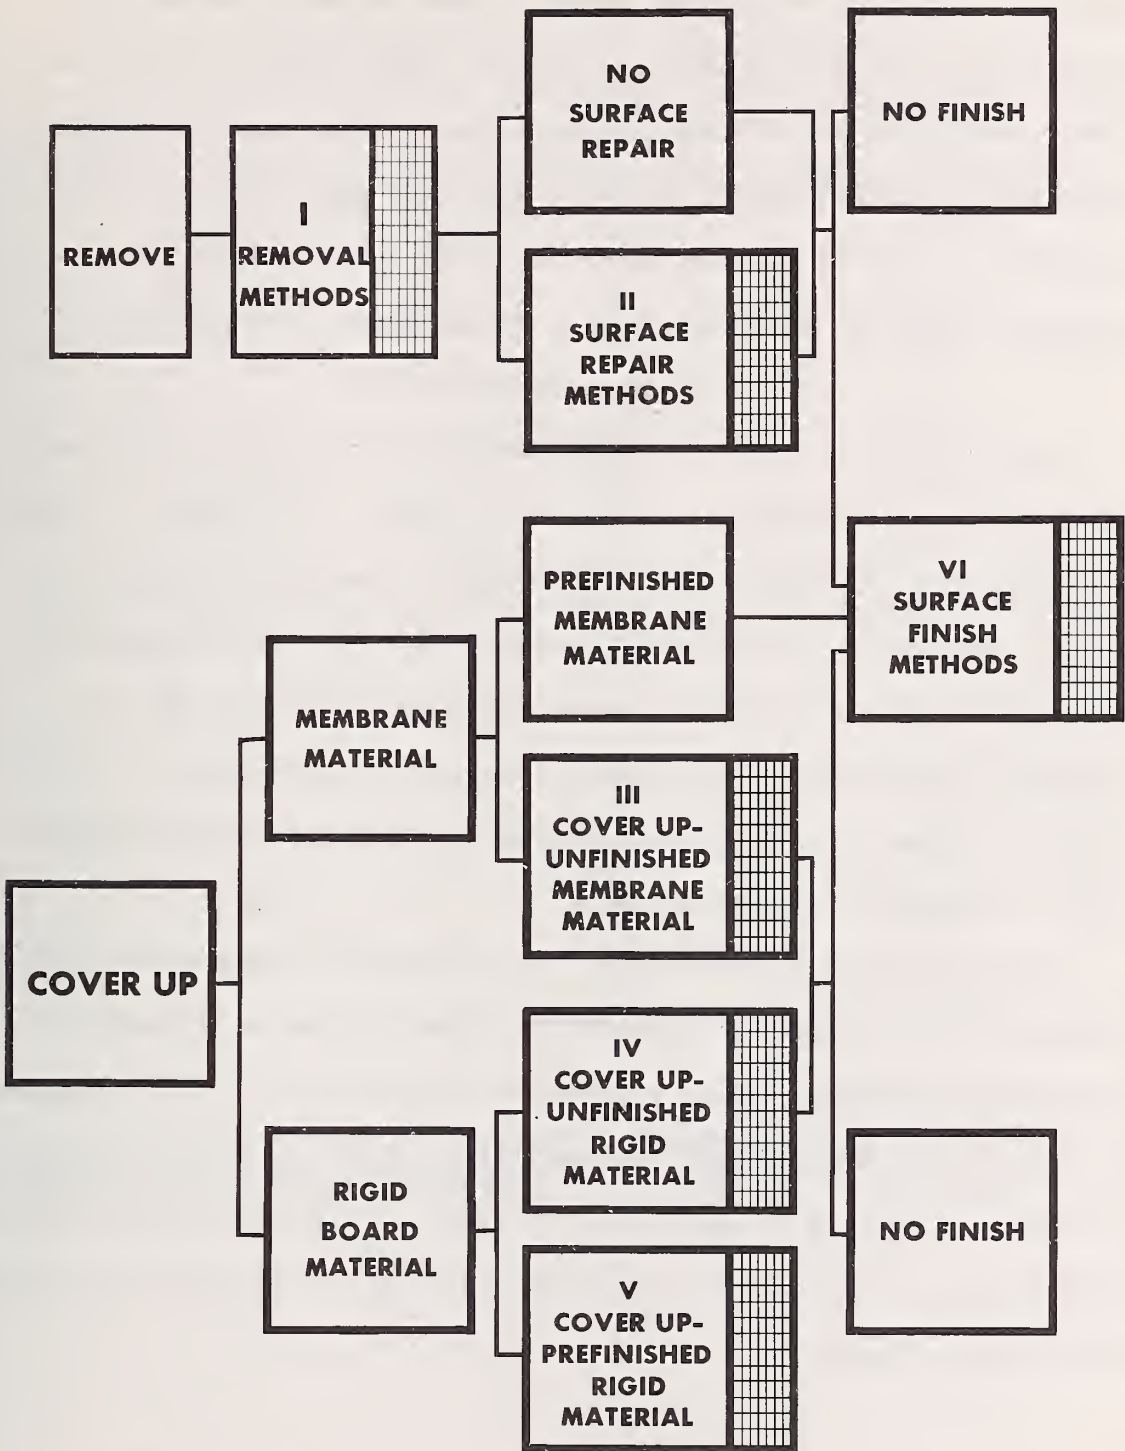 REMOVE
I
REMOVAL
METHODS
NO
SURFACE
REPAIR
II
SURFACE
REPAIR
METHODS
NO FINISH
COVER UP
MEMBRANE
MATERIAL
PREFINISHED
MEMBRANE
MATERIAL
III
COVER UP-
UNFINISHED
MEMBRANE
MATERIAL
VI
SURFACE
FINISH
METHODS
RIGID
BOARD
MATERIAL
IV
COVER UP-
UNFINISHED
RIGID
MATERIAL
V
COVER UP-
PREFINISHED
RIGID
MATERIAL
NO FINISH